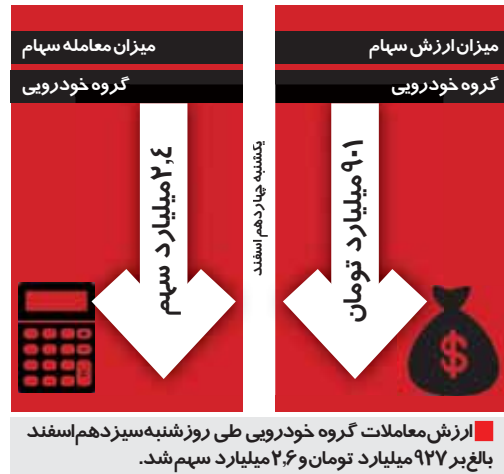 میزان ارزش سهام
گروه خودرویی
۹۰۱ میلیارد تومان
یکشنبه چهاردهم اسفند
میزان معامله سهام
گروه خودرویی
۲,۴ میلیارد سهم
$
ارزش معاملات گروه خودرویی طی روز شنبه سیزدهم اسفند
بالغ بر ۹۲۷ میلیارد تومان و ۲,۶ میلیارد سهم شد.